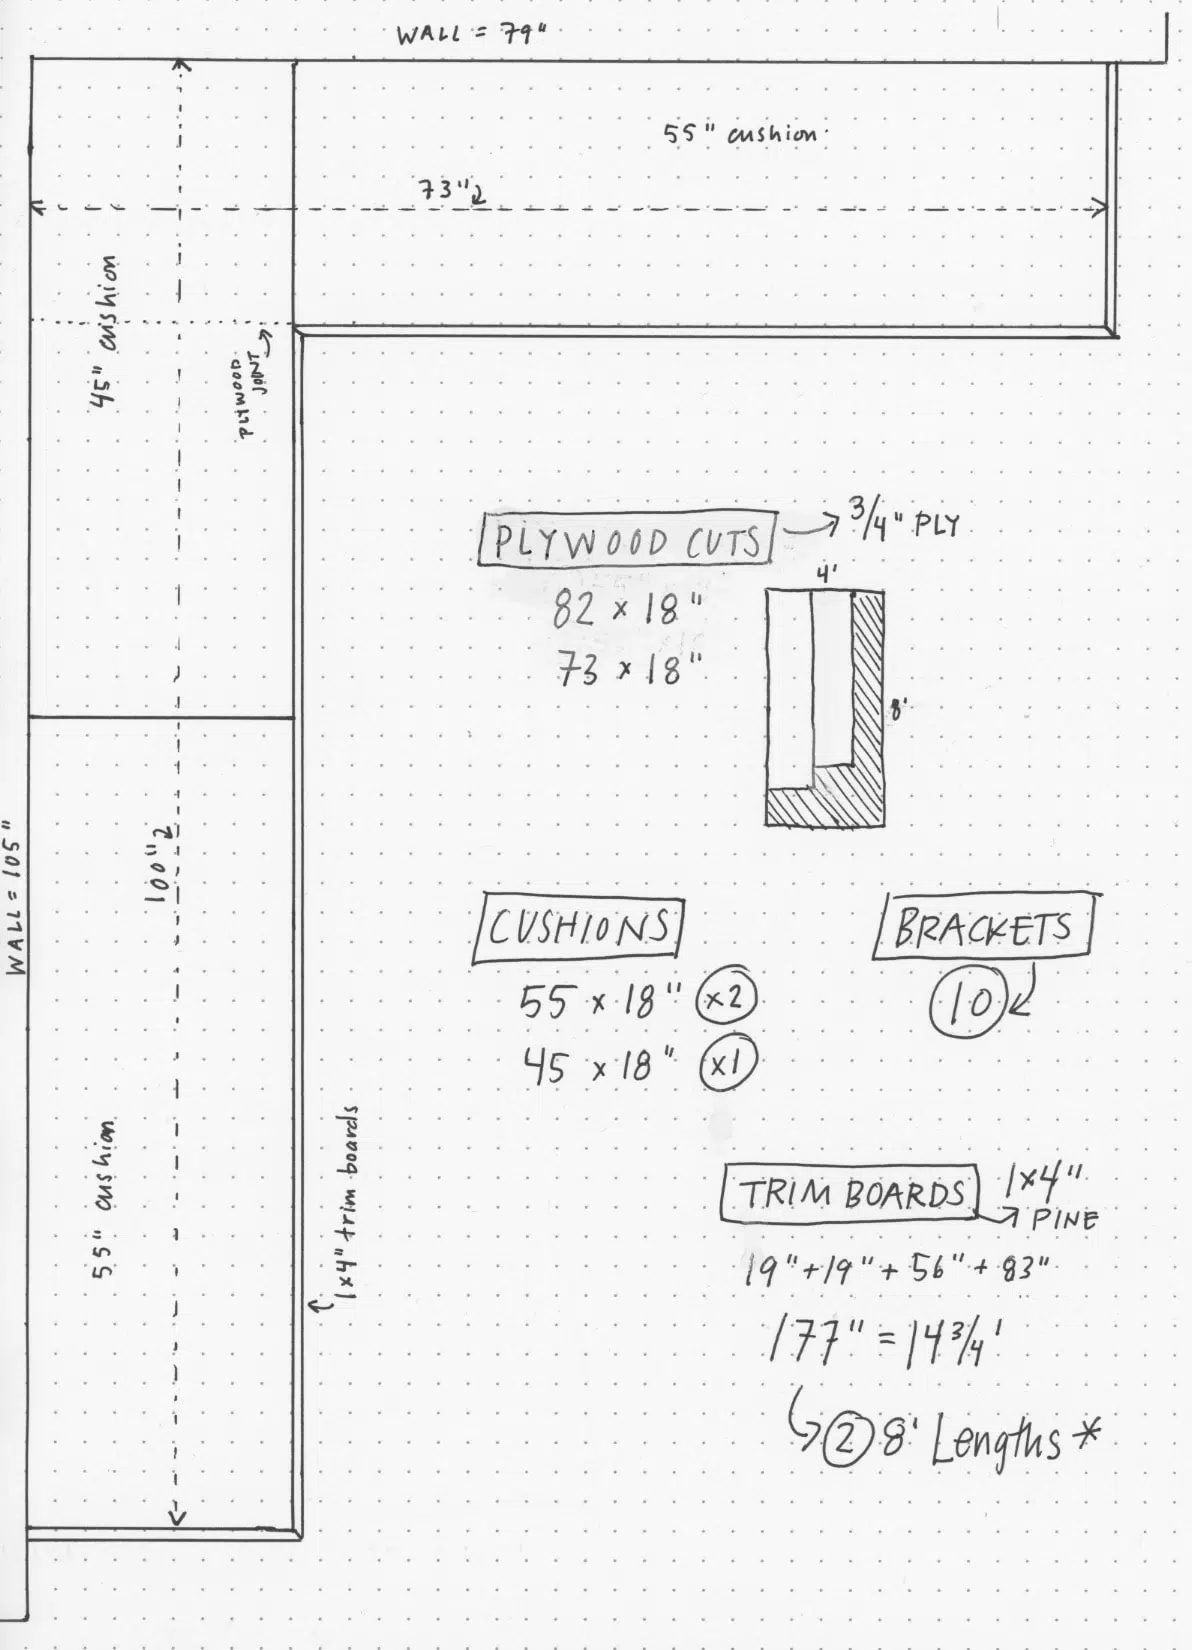 WALL = 79"
55" cushion
73"
45" cushion
PLYWOOD
JOINT
PLYWOOD CUTS
3/4" PLY
82 x 18"
73 x 18"
4'
8'
WALL = 105"
100"
CUSHIONS
55 x 18" x2
45 x 18" x1
BRACKETS
10
55" cushion
1x4" trim boards
TRIM BOARDS
1x4"
PINE
19" + 19" + 56" + 83"
177" = 14 3/4'
2 8' Lengths *